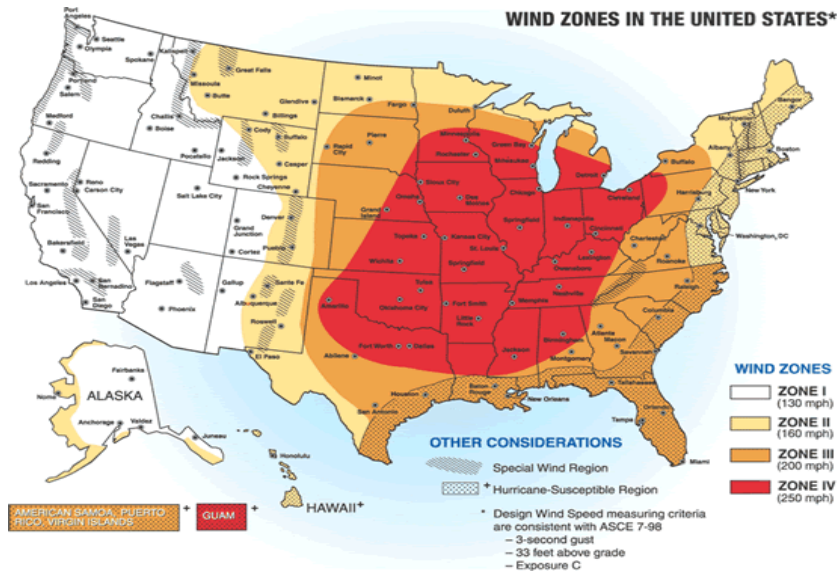 WIND ZONES IN THE UNITED STATES*
Port
Angeles
Seattle
Olympia
Spokane
Kalispell
Great Falls
Minot
Portland
Missoula
Salem
Butte
Glendive
Bismarck
Fargo
Duluth
Billings
Medford
Challis
Boise
Cody
Buffalo
Pierre
Rapid
City
Minneapolis
Rochester
Green Bay
Milwaukee
Montpelier
Bangor
Albany
Boston
Buffalo
Detroit
Redding
Pocatello
Jackson
Casper
Rock Springs
Cheyenne
Sioux City
Omaha
Des
Moines
Chicago
Cleveland
Harrisburg
New York
Reno
Sacramento
Carson City
San
Francisco
Salt Lake City
Grand
Island
Springfield
Indianapolis
Cincinnati
Washington, DC
Grand
Junction
Denver
Pueblo
Topeka
Kansas City
St. Louis
Charleston
Bakersfield
Las
Vegas
Cortez
Wichita
Springfield
Lexington
Owensboro
Roanoke
Raleigh
Los Angeles
San
Bernadino
San
Diego
Flagstaff
Gallup
Santa Fe
Albuquerque
Amarillo
Tulsa
Oklahoma City
Fort Smith
Memphis
Nashville
Columbia
Phoenix
Roswell
Little
Rock
Atlanta
Macon
Birmingham
El Paso
Fort Worth
Dallas
Abilene
Jackson
Montgomery
Savannah
Tallahassee
Houston
San Antonio
Baton
Rouge
New Orleans
Orlando
Tampa
Miami
Fairbanks
ALASKA
Nome
Anchorage
Valdez
Juneau
Honolulu
HAWAII+
WIND ZONES
ZONE I
(130 mph)
ZONE II
(160 mph)
ZONE III
(200 mph)
ZONE IV
(250 mph)
OTHER CONSIDERATIONS
Special Wind Region
+ Hurricane-Susceptible Region
* Design Wind Speed measuring criteria
are consistent with ASCE 7-98
– 3-second gust
– 33 feet above grade
– Exposure C
AMERICAN SAMOA, PUERTO
RICO, VIRGIN ISLANDS
+
GUAM
+